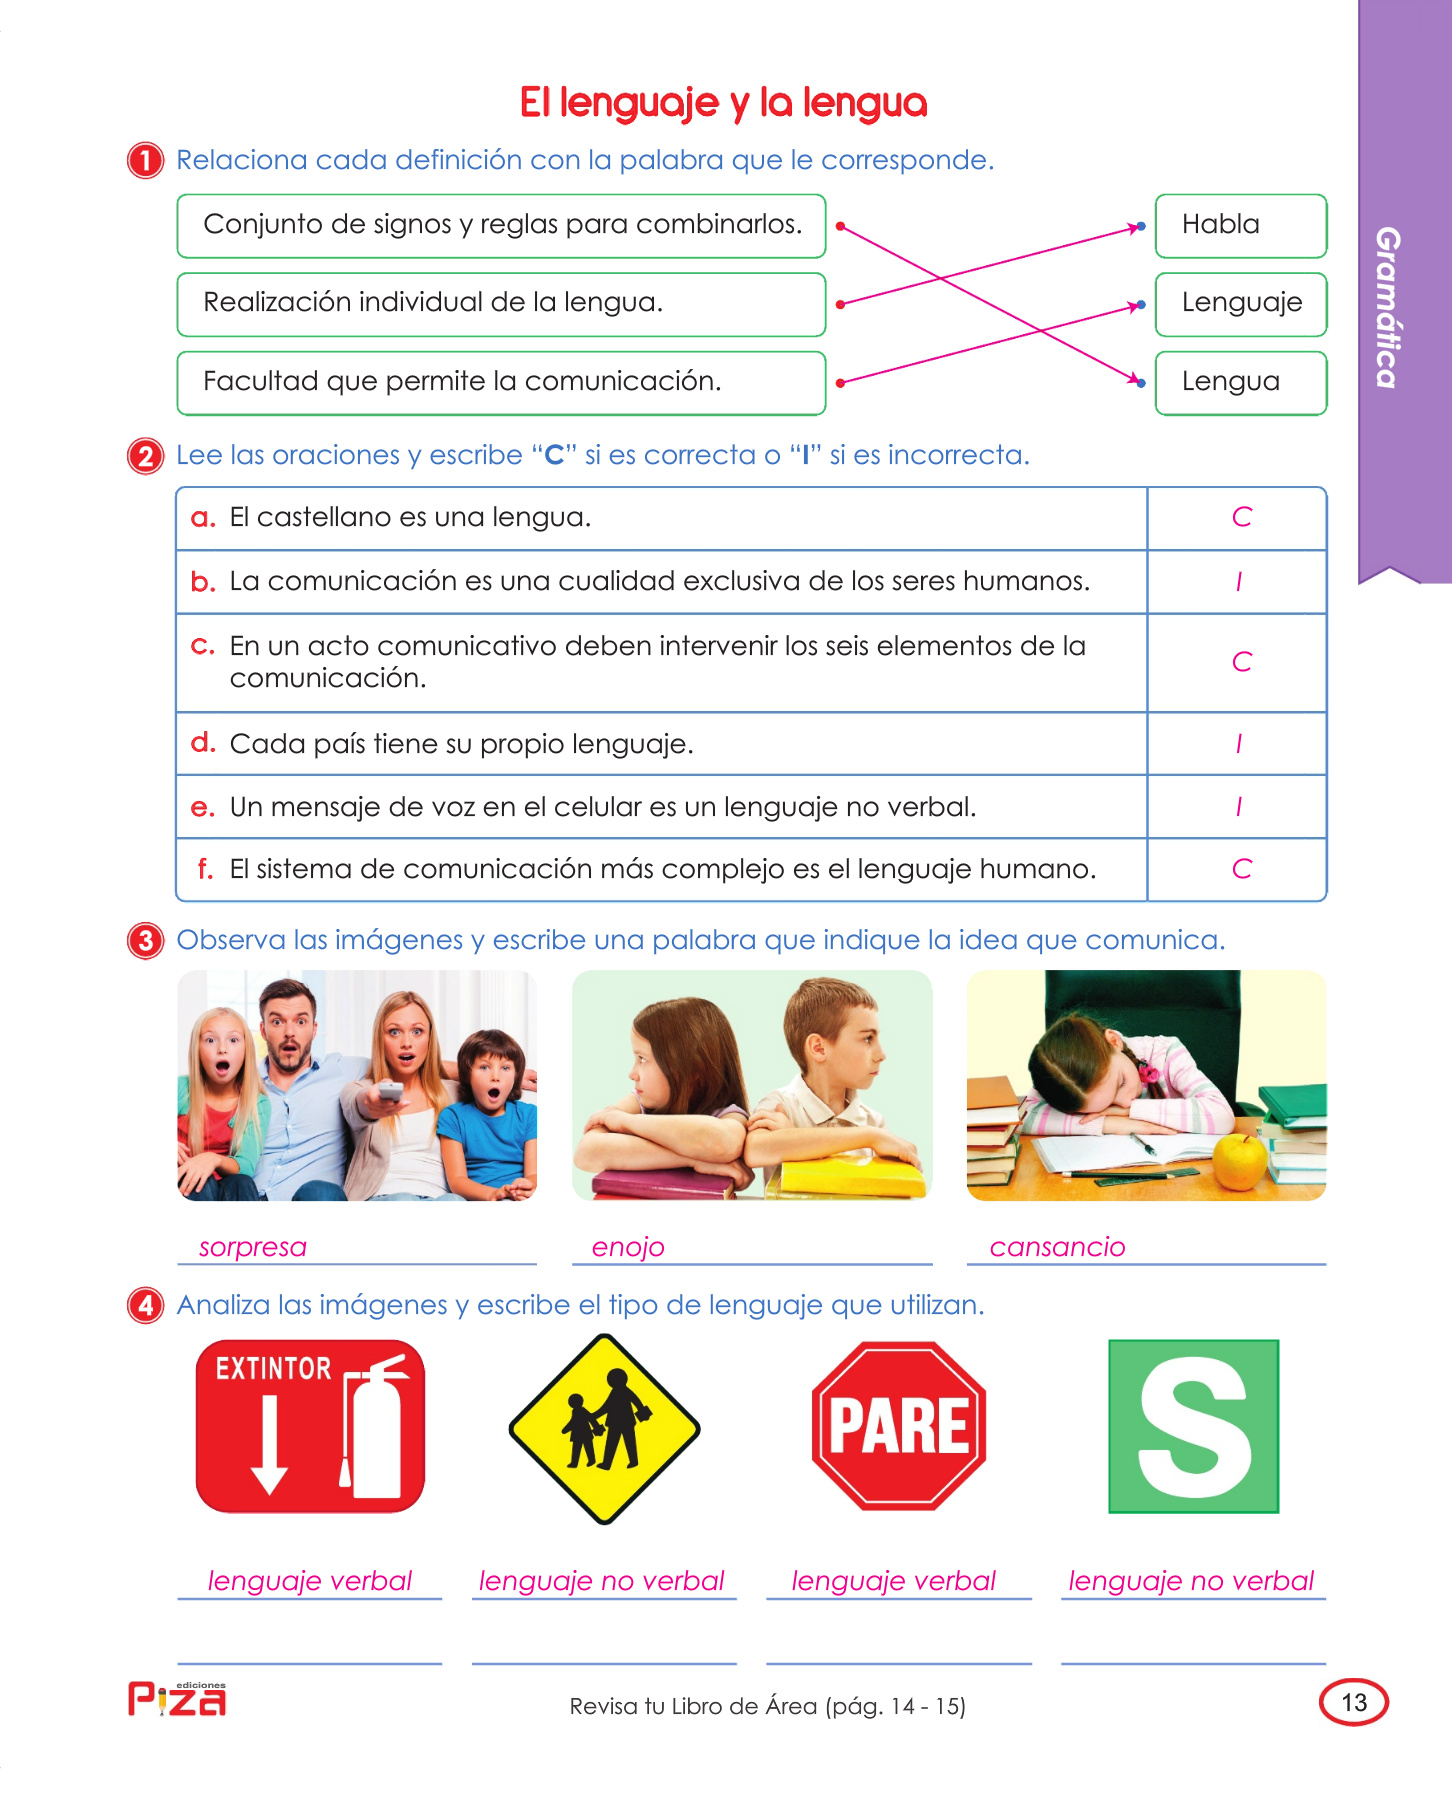 El lenguaje y la lengua
1 Relaciona cada definición con la palabra que le corresponde.
Conjunto de signos y reglas para combinarlos.
Habla
Realización individual de la lengua.
Lenguaje
Facultad que permite la comunicación.
Lengua
Gramática
2 Lee las oraciones y escribe “C” si es correcta o “I” si es incorrecta.
a. El castellano es una lengua. C
b. La comunicación es una cualidad exclusiva de los seres humanos. I
c. En un acto comunicativo deben intervenir los seis elementos de la
comunicación. C
d. Cada país tiene su propio lenguaje. I
e. Un mensaje de voz en el celular es un lenguaje no verbal. I
f. El sistema de comunicación más complejo es el lenguaje humano. C
3 Observa las imágenes y escribe una palabra que indique la idea que comunica.
sorpresa
enojo
cansancio
4 Analiza las imágenes y escribe el tipo de lenguaje que utilizan.
EXTINTOR
PARE
S
lenguaje verbal
lenguaje no verbal
lenguaje verbal
lenguaje no verbal
ediciones
Piza
Revisa tu Libro de Área (pág. 14 - 15)
13